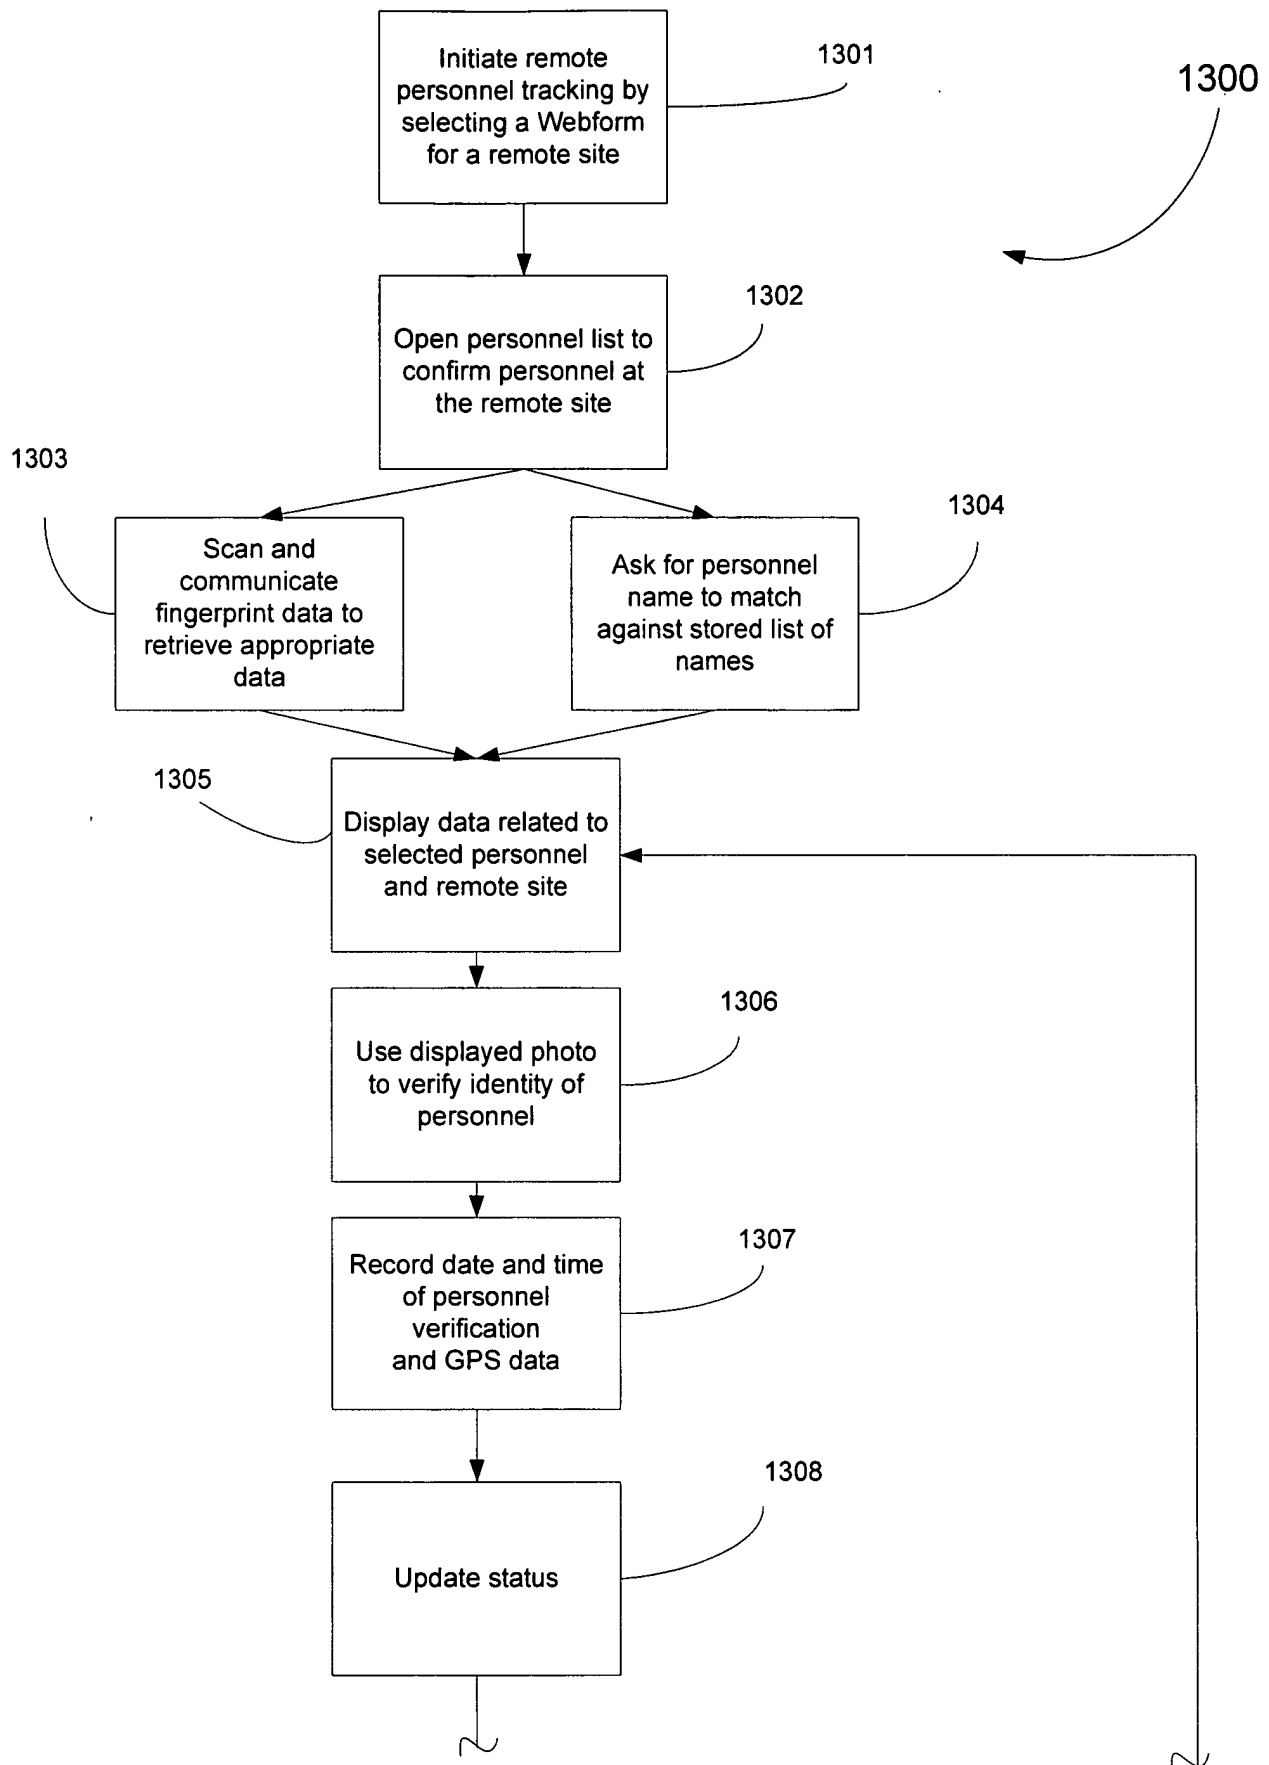 Initiate remote
personnel tracking by
selecting a Webform
for a remote site
1301
1300
Open personnel list to
confirm personnel at
the remote site
1302
1303
Scan and
communicate
fingerprint data to
retrieve appropriate
data
1304
Ask for personnel
name to match
against stored list of
names
1305
Display data related to
selected personnel
and remote site
1306
Use displayed photo
to verify identity of
personnel
1307
Record date and time
of personnel
verification
and GPS data
1308
Update status